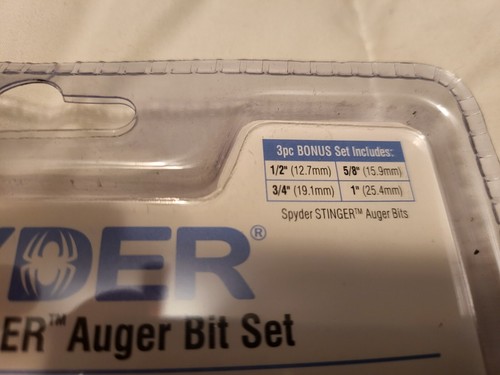 3pc BONUS Set Includes:
1/2" (12.7mm) 5/8" (15.9mm)
3/4" (19.1mm) 1" (25.4mm)
Spyder STINGER™ Auger Bits
YDER®
ER™ Auger Bit Set